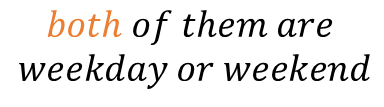 both of them are
weekday or weekend